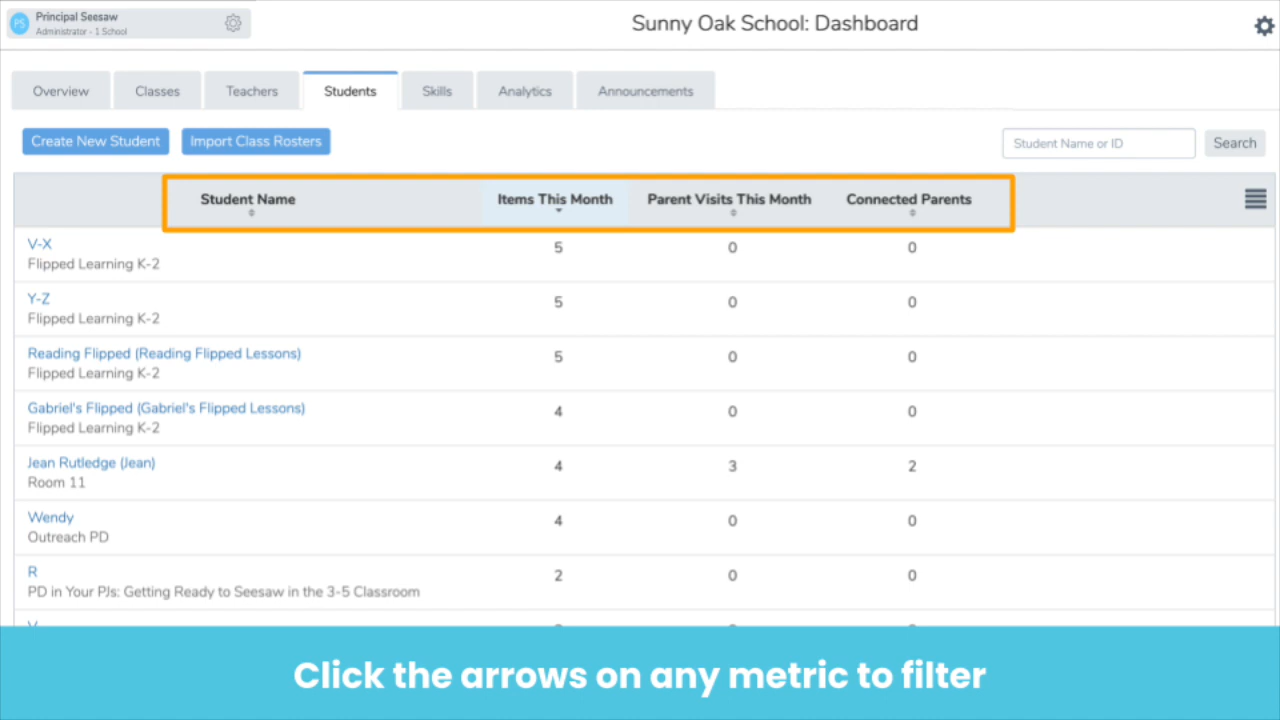 PS
Principal Seesaw
Administrator - 1 School
Sunny Oak School: Dashboard
Overview
Classes
Teachers
Students
Skills
Analytics
Announcements
Create New Student
Import Class Rosters
Student Name or ID
Search
Student Name
Items This Month
Parent Visits This Month
Connected Parents
V-X
5
0
0
Flipped Learning K-2
Y-Z
5
0
0
Flipped Learning K-2
Reading Flipped (Reading Flipped Lessons)
5
0
0
Flipped Learning K-2
Gabriel's Flipped (Gabriel's Flipped Lessons)
4
0
0
Flipped Learning K-2
Jean Rutledge (Jean)
4
3
2
Room 11
Wendy
4
0
0
Outreach PD
R
2
0
0
PD in Your PJs: Getting Ready to Seesaw in the 3-5 Classroom
Click the arrows on any metric to filter